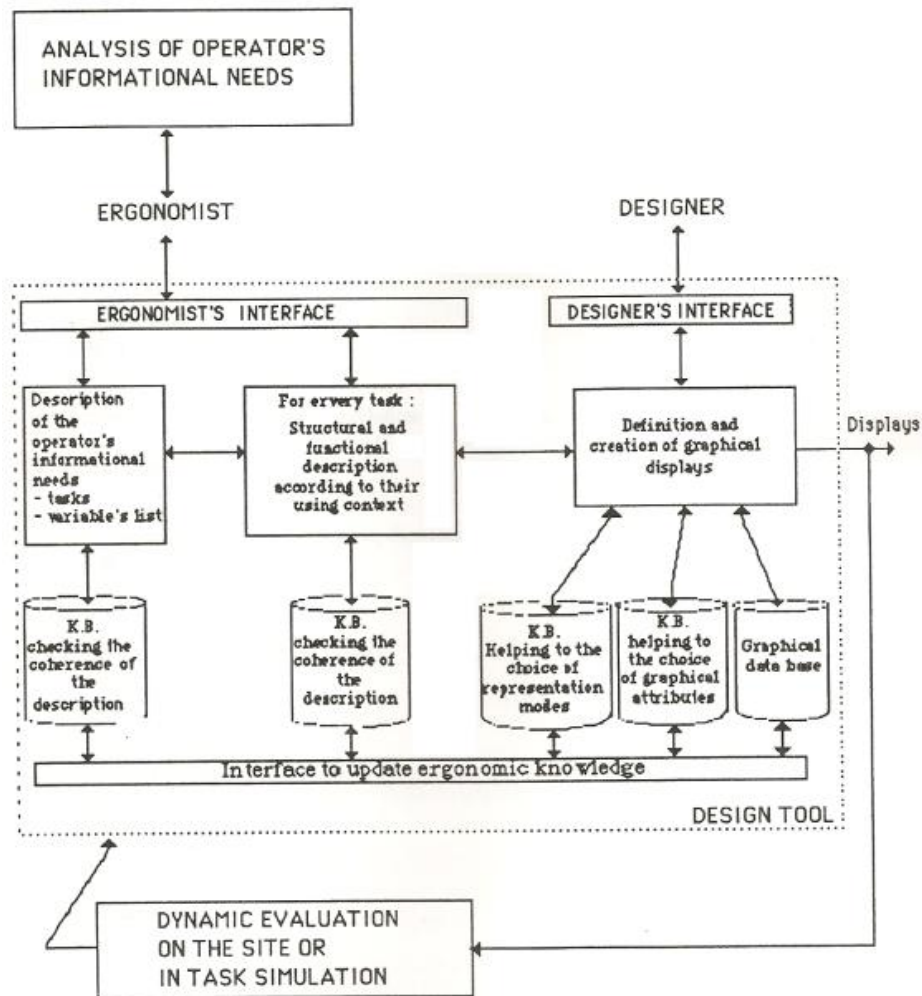 ANALYSIS OF OPERATOR'S
INFORMATIONAL NEEDS
ERGONOMIST
DESIGNER
ERGONOMIST'S INTERFACE
DESIGNER'S INTERFACE
Description
of the
operator's
informational
needs
- tasks
- variable's list
For ervery task :
Structural and
functional
description
according to their
using context
Definition and
creation of graphical
displays
Displays
K.B.
checking the
coherence of
the
description
K.B.
checking the
coherence of
the
description
K.B.
Helping to the
choice of
representation
modes
K.B.
helping to
the choice
of graphical
attributes
Graphical
data base
Interface to update ergonomic knowledge
DESIGN TOOL
DYNAMIC EVALUATION
ON THE SITE OR
IN TASK SIMULATION